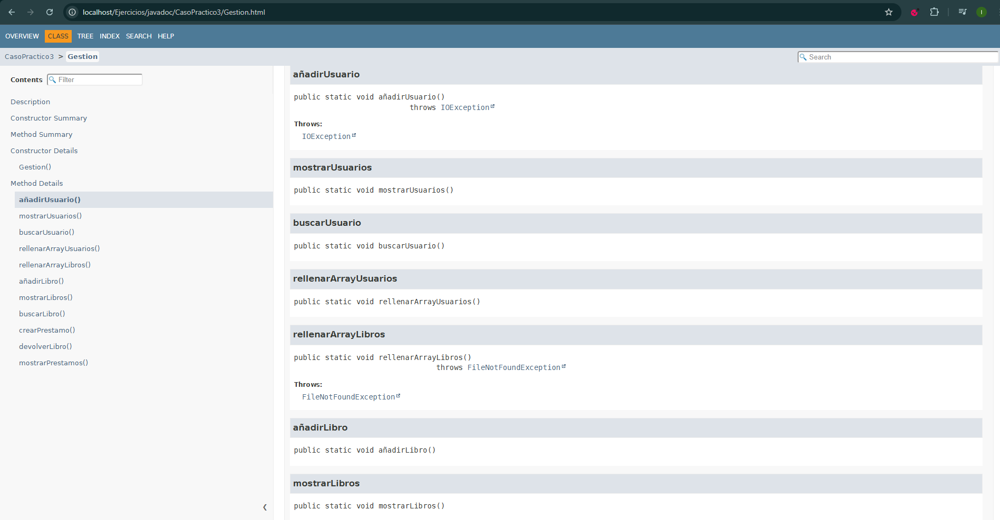 localhost/Ejercicios/javadoc/CasoPractico3/Gestion.html
I
OVERVIEW CLASS TREE INDEX SEARCH HELP
CasoPractico3 > Gestion
Search
Contents
Filter
Description
Constructor Summary
Method Summary
Constructor Details
Gestion()
Method Details
añadirUsuario()
mostrarUsuarios()
buscarUsuario()
rellenarArrayUsuarios()
rellenarArrayLibros()
añadirLibro()
mostrarLibros()
buscarLibro()
crearPrestamo()
devolverLibro()
mostrarPrestamos()
añadirUsuario
public static void añadirUsuario()
throws IOException
Throws:
IOException
mostrarUsuarios
public static void mostrarUsuarios()
buscarUsuario
public static void buscarUsuario()
rellenarArrayUsuarios
public static void rellenarArrayUsuarios()
rellenarArrayLibros
public static void rellenarArrayLibros()
throws FileNotFoundException
Throws:
FileNotFoundException
añadirLibro
public static void añadirLibro()
mostrarLibros
public static void mostrarLibros()